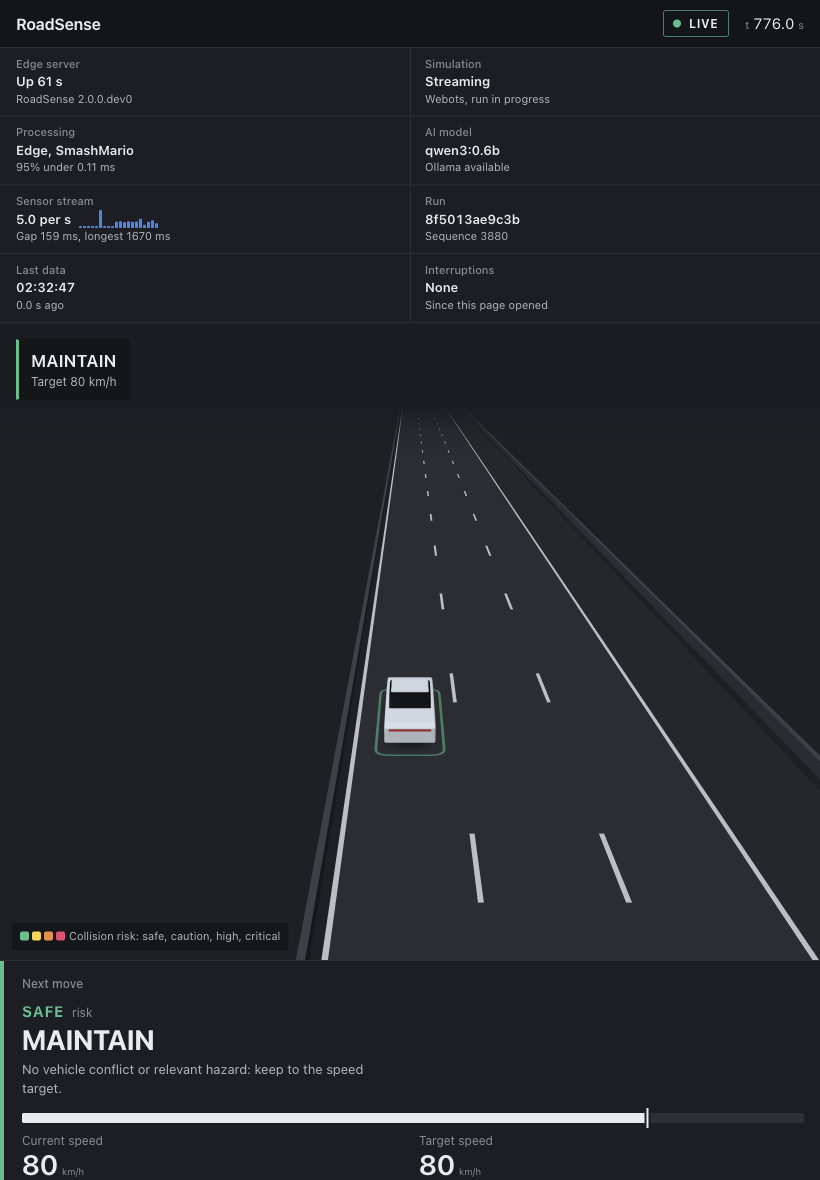 RoadSense
LIVE
t 776.0 s
Edge server
Up 61 s
RoadSense 2.0.0.dev0
Simulation
Streaming
Webots, run in progress
Processing
Edge, SmashMario
95% under 0.11 ms
AI model
qwen3:0.6b
Ollama available
Sensor stream
5.0 per s
Gap 159 ms, longest 1670 ms
Run
8f5013ae9c3b
Sequence 3880
Last data
02:32:47
0.0 s ago
Interruptions
None
Since this page opened
MAINTAIN
Target 80 km/h
Collision risk: safe, caution, high, critical
Next move
SAFE risk
MAINTAIN
No vehicle conflict or relevant hazard: keep to the speed
target.
Current speed
80 km/h
Target speed
80 km/h